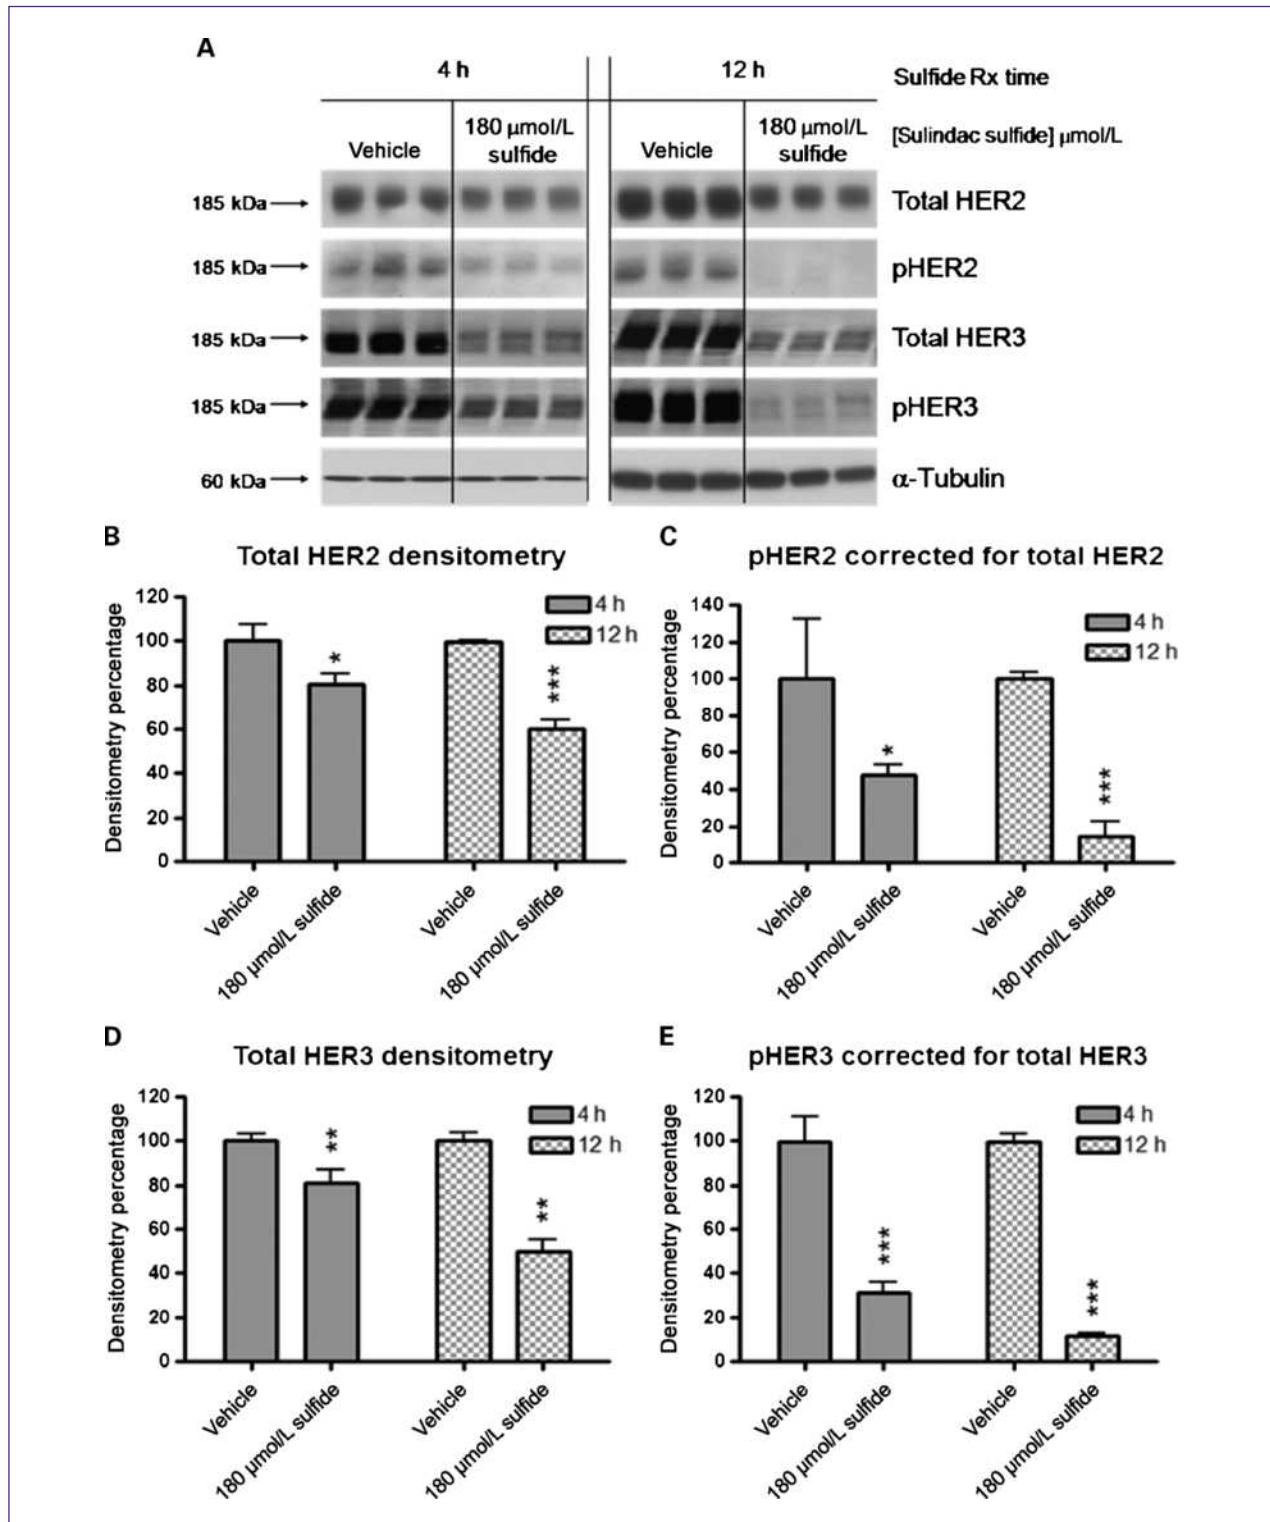 A
4 h
12 h
Sulfide Rx time
Vehicle
180 µmol/L
sulfide
Vehicle
180 µmol/L
sulfide
[Sulindac sulfide] µmol/L
185 kDa
Total HER2
185 kDa
pHER2
185 kDa
Total HER3
185 kDa
pHER3
60 kDa
α-Tubulin
B
Total HER2 densitometry
Densitometry percentage
120
100
80
60
40
20
0
*
***
4 h
12 h
Vehicle
180 µmol/L sulfide
Vehicle
180 µmol/L sulfide
C
pHER2 corrected for total HER2
Densitometry percentage
140
120
100
80
60
40
20
0
*
***
4 h
12 h
Vehicle
180 µmol/L sulfide
Vehicle
180 µmol/L sulfide
D
Total HER3 densitometry
Densitometry percentage
120
100
80
60
40
20
0
**
**
4 h
12 h
Vehicle
180 µmol/L sulfide
Vehicle
180 µmol/L sulfide
E
pHER3 corrected for total HER3
Densitometry percentage
120
100
80
60
40
20
0
***
***
4 h
12 h
Vehicle
180 µmol/L sulfide
Vehicle
180 µmol/L sulfide